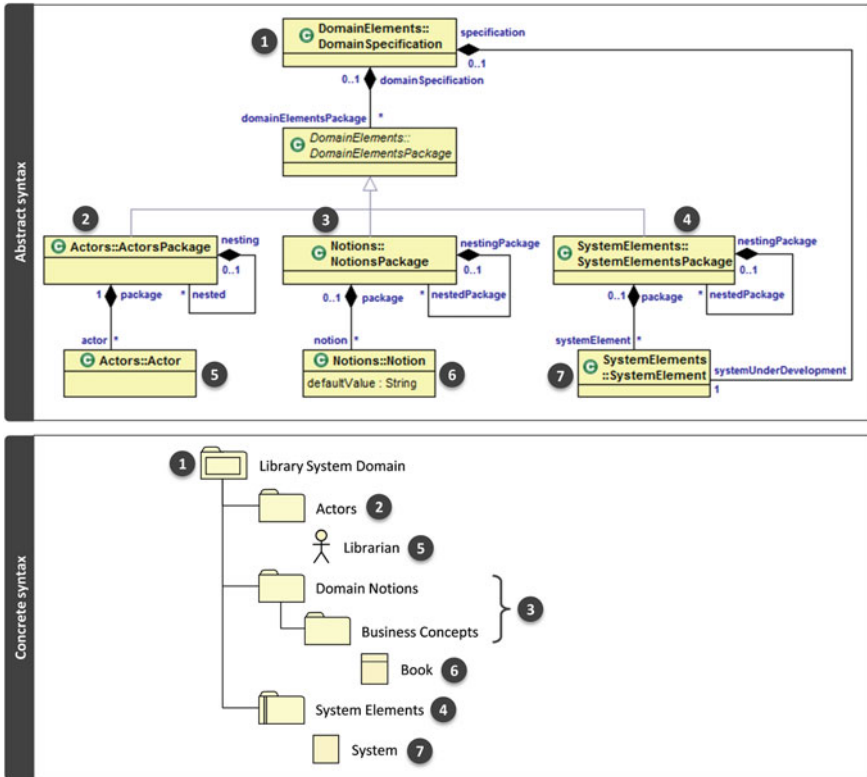 Abstract syntax
1
C
DomainElements::
DomainSpecification
specification
0..1
0..1
domainSpecification
domainElementsPackage
*
C
DomainElements::
DomainElementsPackage
2
3
4
C
Actors::ActorsPackage
nesting
0..1
1
package
*
nested
actor
*
C
Actors::Actor
5
C
Notions::
NotionsPackage
nestingPackage
0..1
0..1
package
*
nestedPackage
notion
*
C
Notions::Notion
defaultValue : String
6
C
SystemElements::
SystemElementsPackage
nestingPackage
0..1
0..1
package
*
nestedPackage
systemElement
*
7
C
SystemElements
::SystemElement
systemUnderDevelopment
1
Concrete syntax
1
Library System Domain
Actors
2
Librarian
5
Domain Notions
3
Business Concepts
Book
6
System Elements
4
System
7